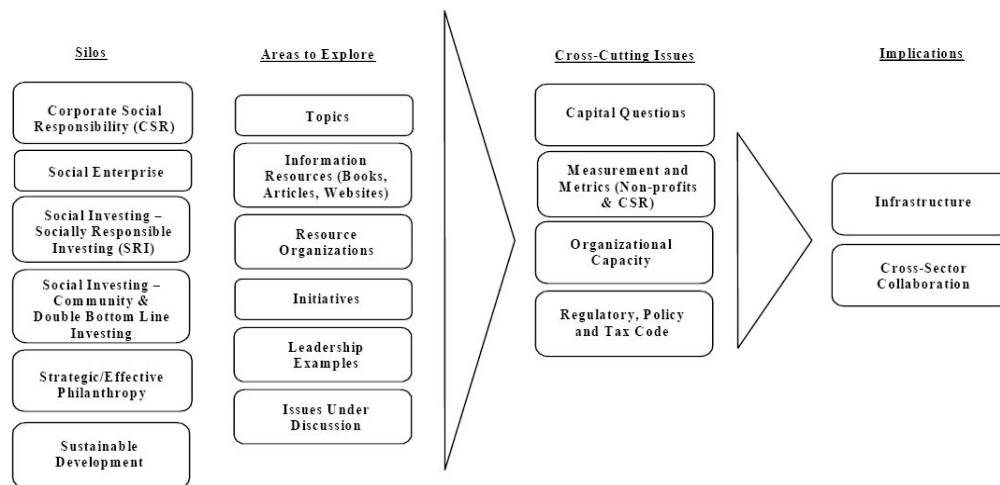 Silos
Corporate Social
Responsibility (CSR)
Social Enterprise
Social Investing –
Socially Responsible
Investing (SRI)
Social Investing –
Community &
Double Bottom Line
Investing
Strategic/Effective
Philanthropy
Sustainable
Development
Areas to Explore
Topics
Information
Resources (Books,
Articles, Websites)
Resource
Organizations
Initiatives
Leadership
Examples
Issues Under
Discussion
Cross-Cutting Issues
Capital Questions
Measurement and
Metrics (Non-profits
& CSR)
Organizational
Capacity
Regulatory, Policy
and Tax Code
Implications
Infrastructure
Cross-Sector
Collaboration